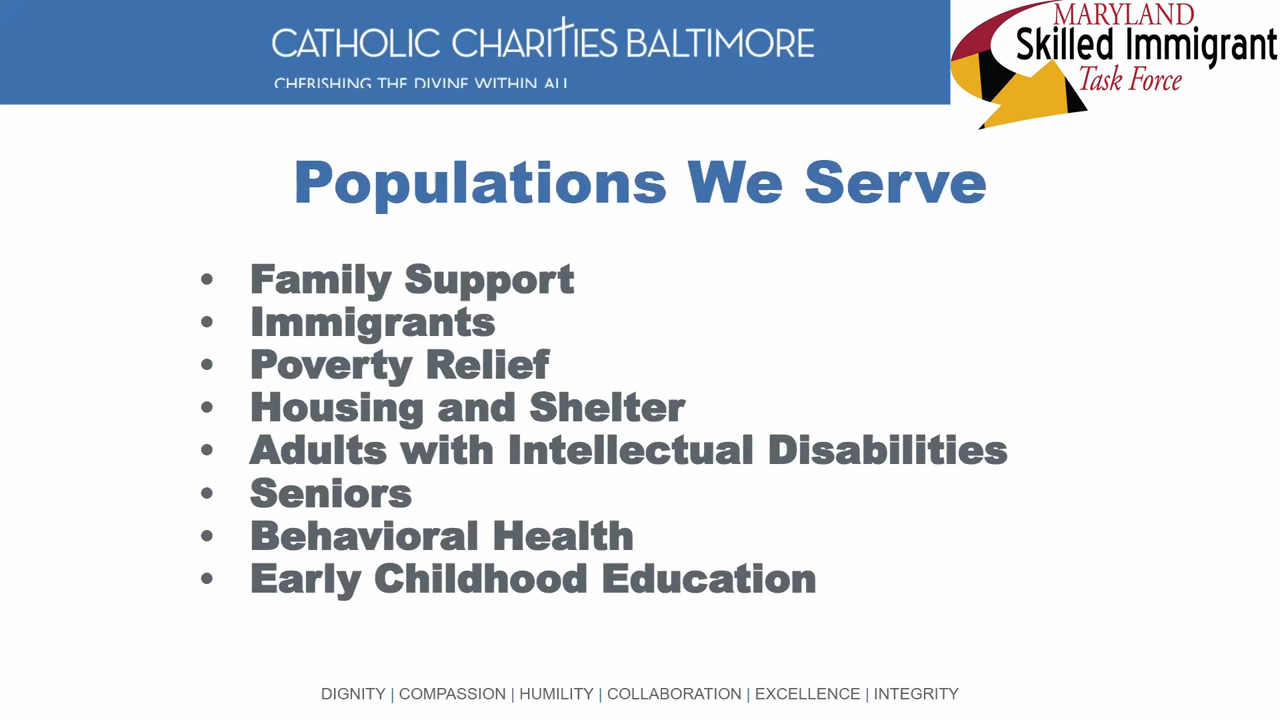 CATHOLIC CHARITIES BALTIMORE
CHERISHING THE DIVINE WITHIN ALL
MARYLAND
Skilled Immigrant
Task Force
Populations We Serve
• Family Support
• Immigrants
• Poverty Relief
• Housing and Shelter
• Adults with Intellectual Disabilities
• Seniors
• Behavioral Health
• Early Childhood Education
DIGNITY | COMPASSION | HUMILITY | COLLABORATION | EXCELLENCE | INTEGRITY